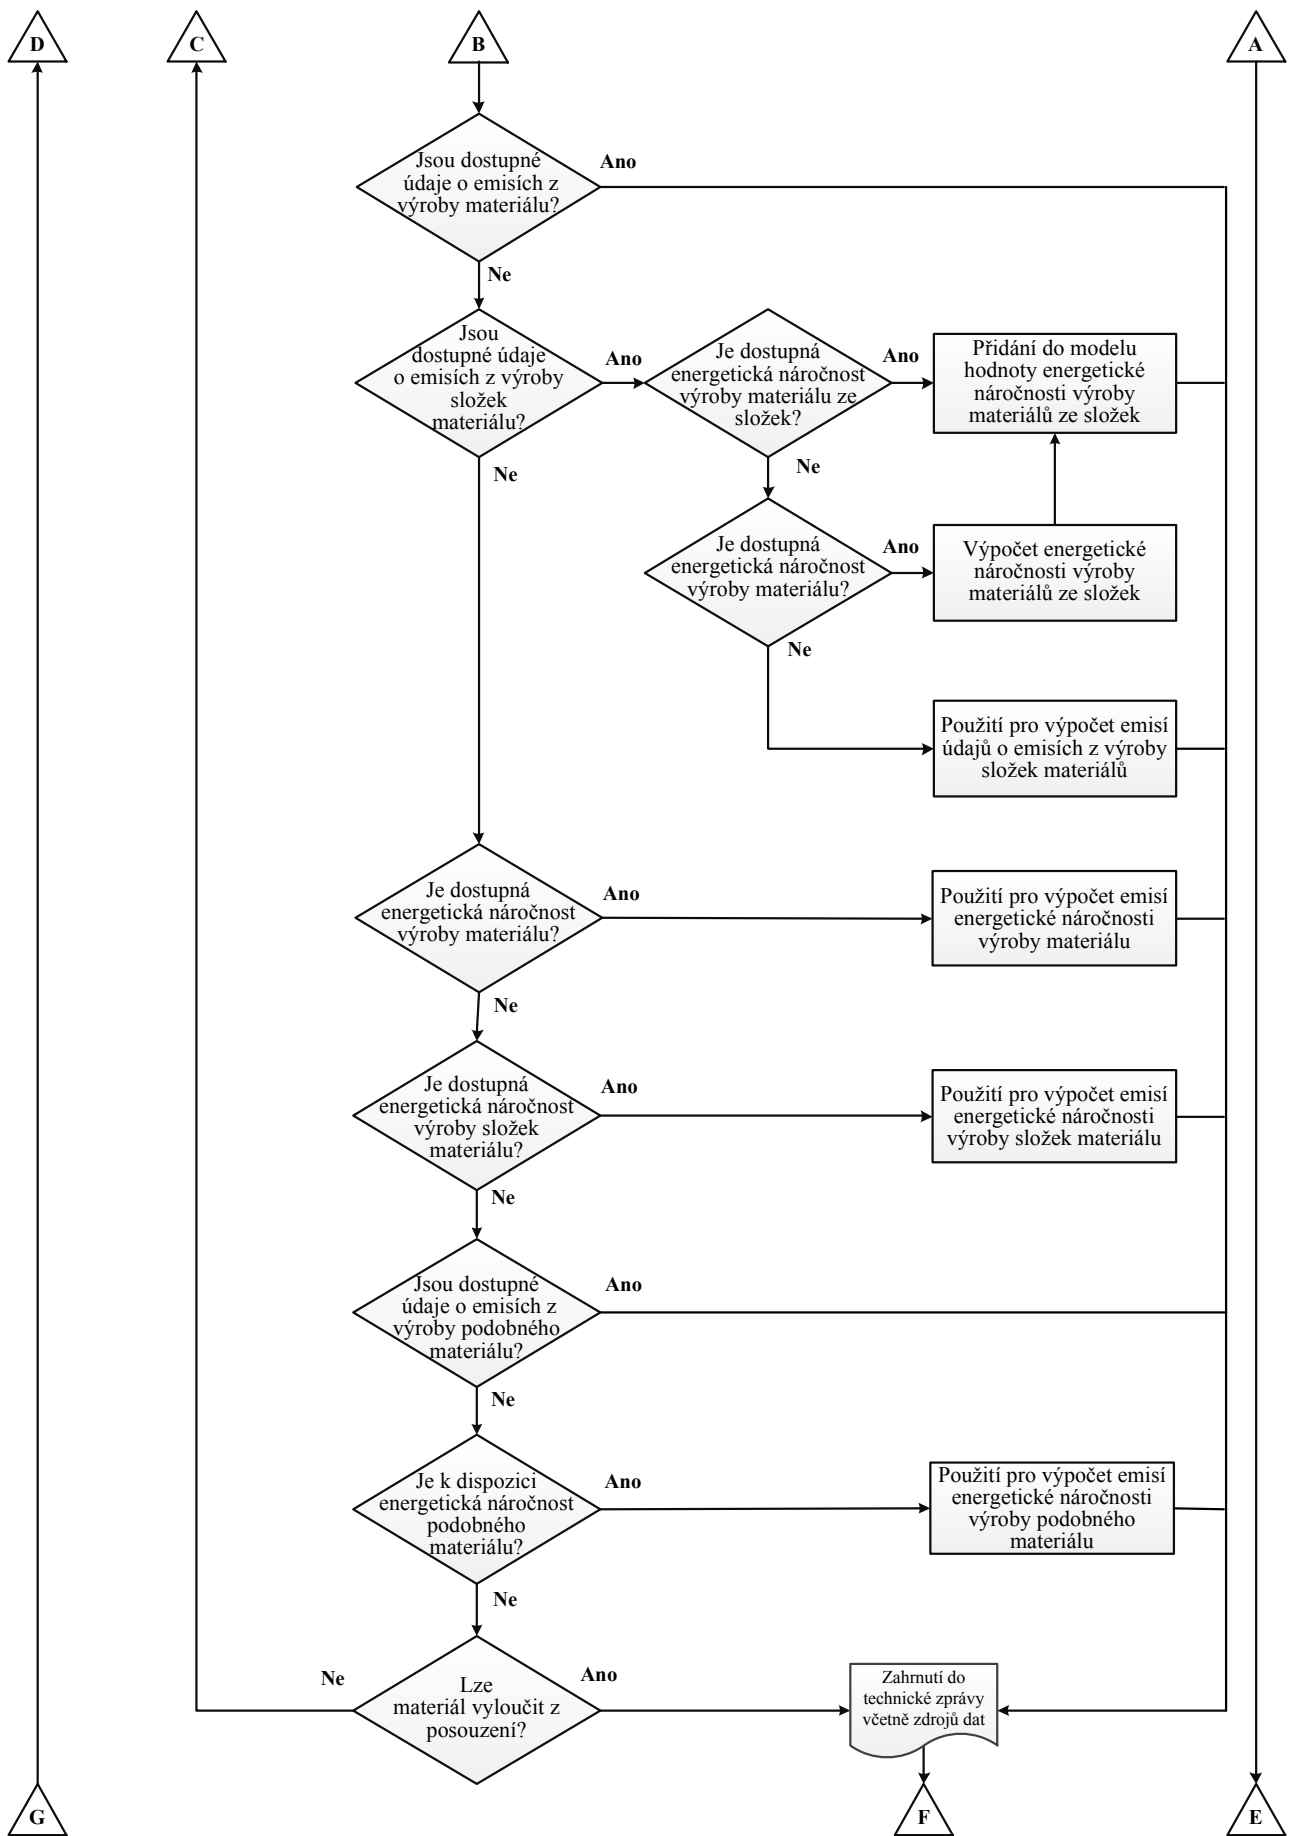 D
C
B
A
Jsou dostupné
údaje o emisích z
výroby materiálu?
Ano
Ne
Jsou
dostupné údaje
o emisích z výroby
složek
materiálu?
Ano
Je dostupná
energetická náročnost
výroby materiálu ze
složek?
Ano
Přidání do modelu
hodnoty energetické
náročnosti výroby
materiálů ze složek
Ne
Ne
Je dostupná
energetická náročnost
výroby materiálu?
Ano
Výpočet energetické
náročnosti výroby
materiálů ze složek
Ne
Použití pro výpočet emisí
údajů o emisích z výroby
složek materiálů
Je dostupná
energetická náročnost
výroby materiálu?
Ano
Použití pro výpočet emisí
energetické náročnosti
výroby materiálu
Ne
Je dostupná
energetická náročnost
výroby složek
materiálu?
Ano
Použití pro výpočet emisí
energetické náročnosti
výroby složek materiálu
Ne
Jsou dostupné
údaje o emisích z
výroby podobného
materiálu?
Ano
Ne
Je k dispozici
energetická náročnost
podobného
materiálu?
Ano
Použití pro výpočet emisí
energetické náročnosti
výroby podobného
materiálu
Ne
Ne
Lze
materiál vyloučit z
posouzení?
Ano
Zahrnutí do
technické zprávy
včetně zdrojů dat
G
F
E